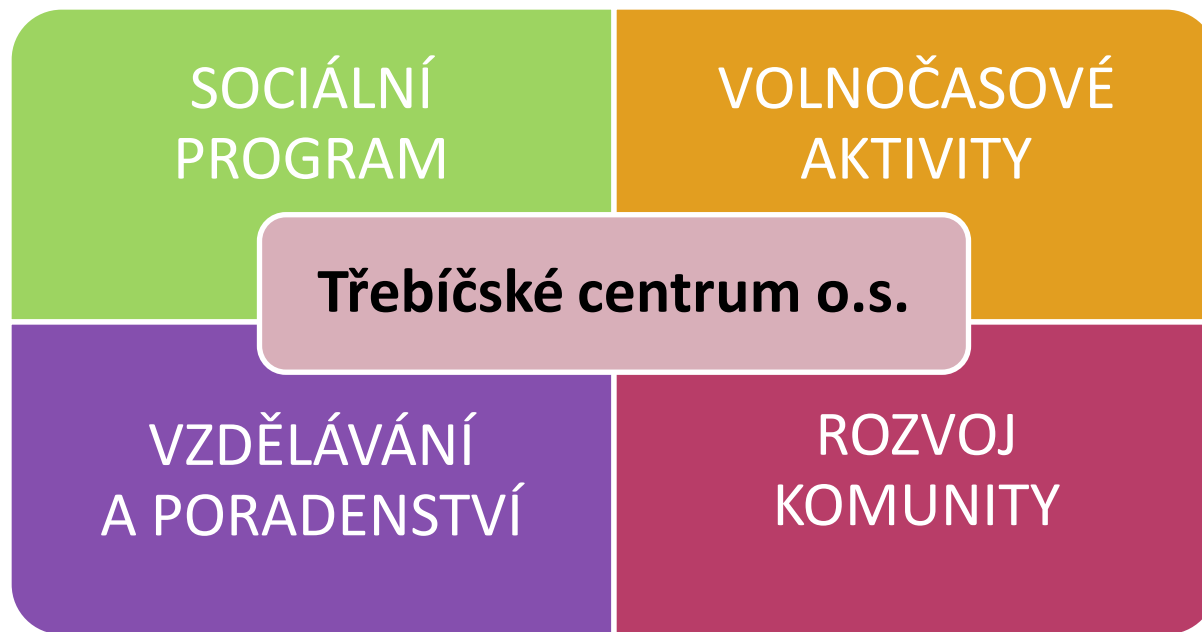 SOCIÁLNÍ
PROGRAM
VOLNOČASOVÉ
AKTIVITY
Třebíčské centrum o.s.
VZDĚLÁVÁNÍ
A PORADENSTVÍ
ROZVOJ
KOMUNITY